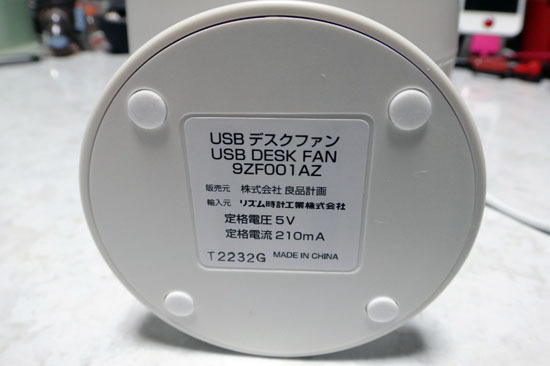 USB デスクファン
USB DESK FAN
9ZF001AZ
販売元 株式会社 良品計画
輸入元 リズム時計工業株式会社
定格電圧 5V
定格電流 210mA
T2232G MADE IN CHINA